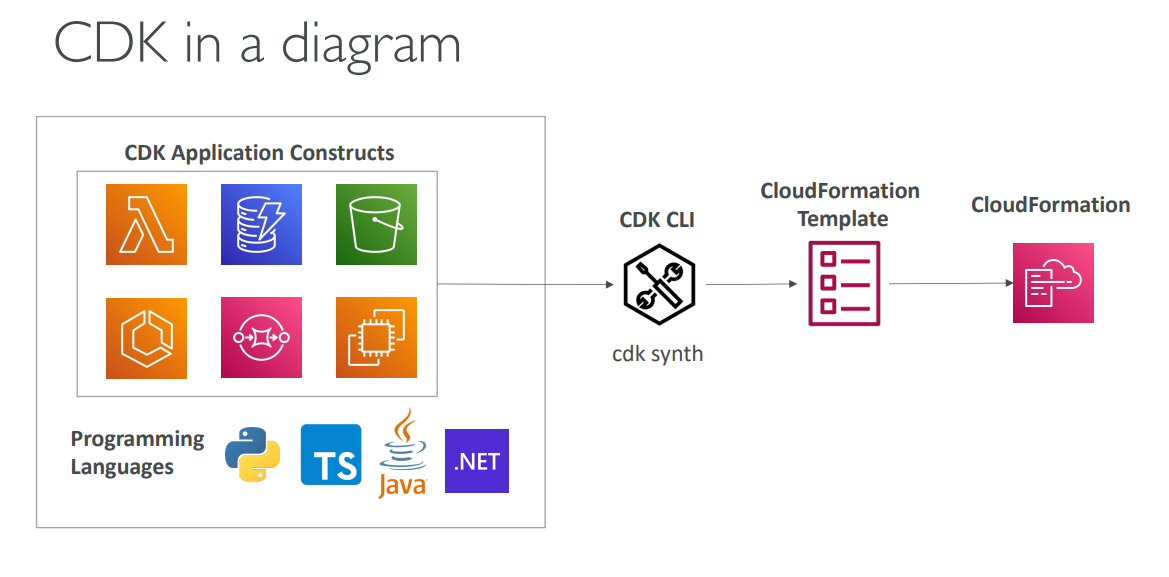 CDK in a diagram
CDK Application Constructs
Programming
Languages
TS
Java
.NET
CDK CLI
cdk synth
CloudFormation
Template
CloudFormation